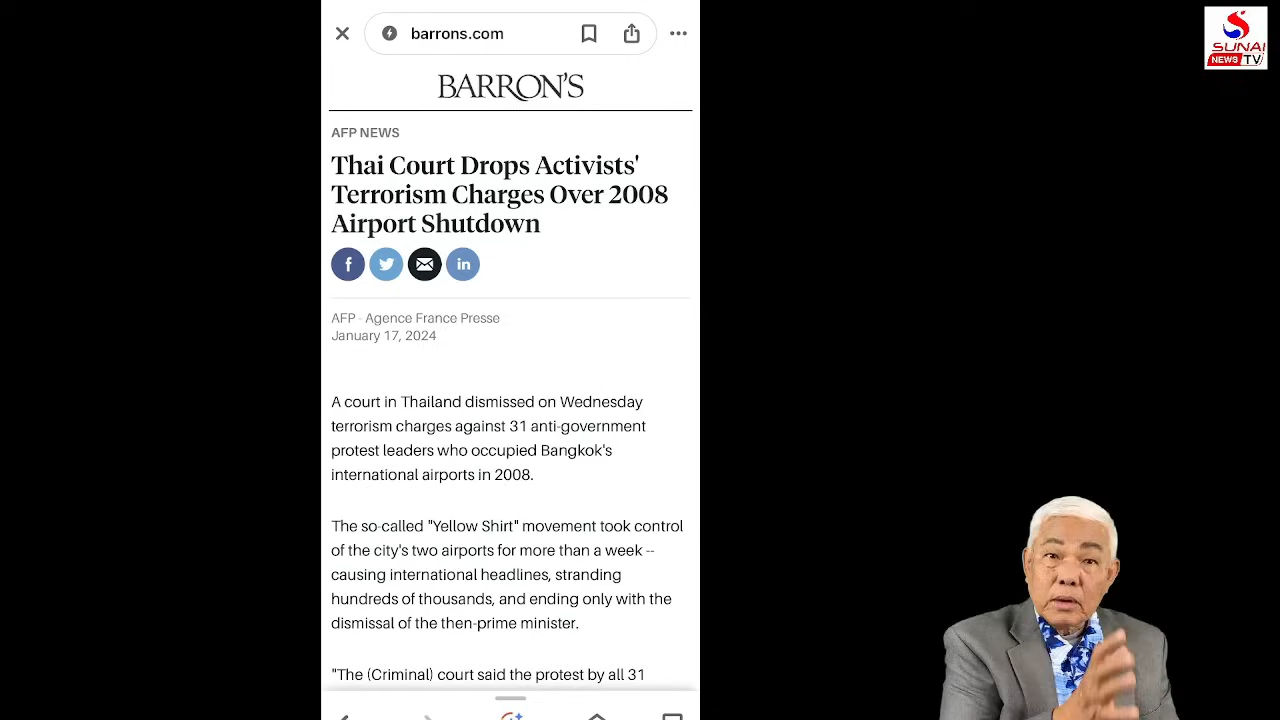 barrons.com
SUNAI
NEWS TV
BARRON'S
AFP NEWS
Thai Court Drops Activists'
Terrorism Charges Over 2008
Airport Shutdown
f
in
AFP - Agence France Presse
January 17, 2024
A court in Thailand dismissed on Wednesday
terrorism charges against 31 anti-government
protest leaders who occupied Bangkok's
international airports in 2008.
The so-called "Yellow Shirt" movement took control
of the city's two airports for more than a week --
causing international headlines, stranding
hundreds of thousands, and ending only with the
dismissal of the then-prime minister.
"The (Criminal) court said the protest by all 31